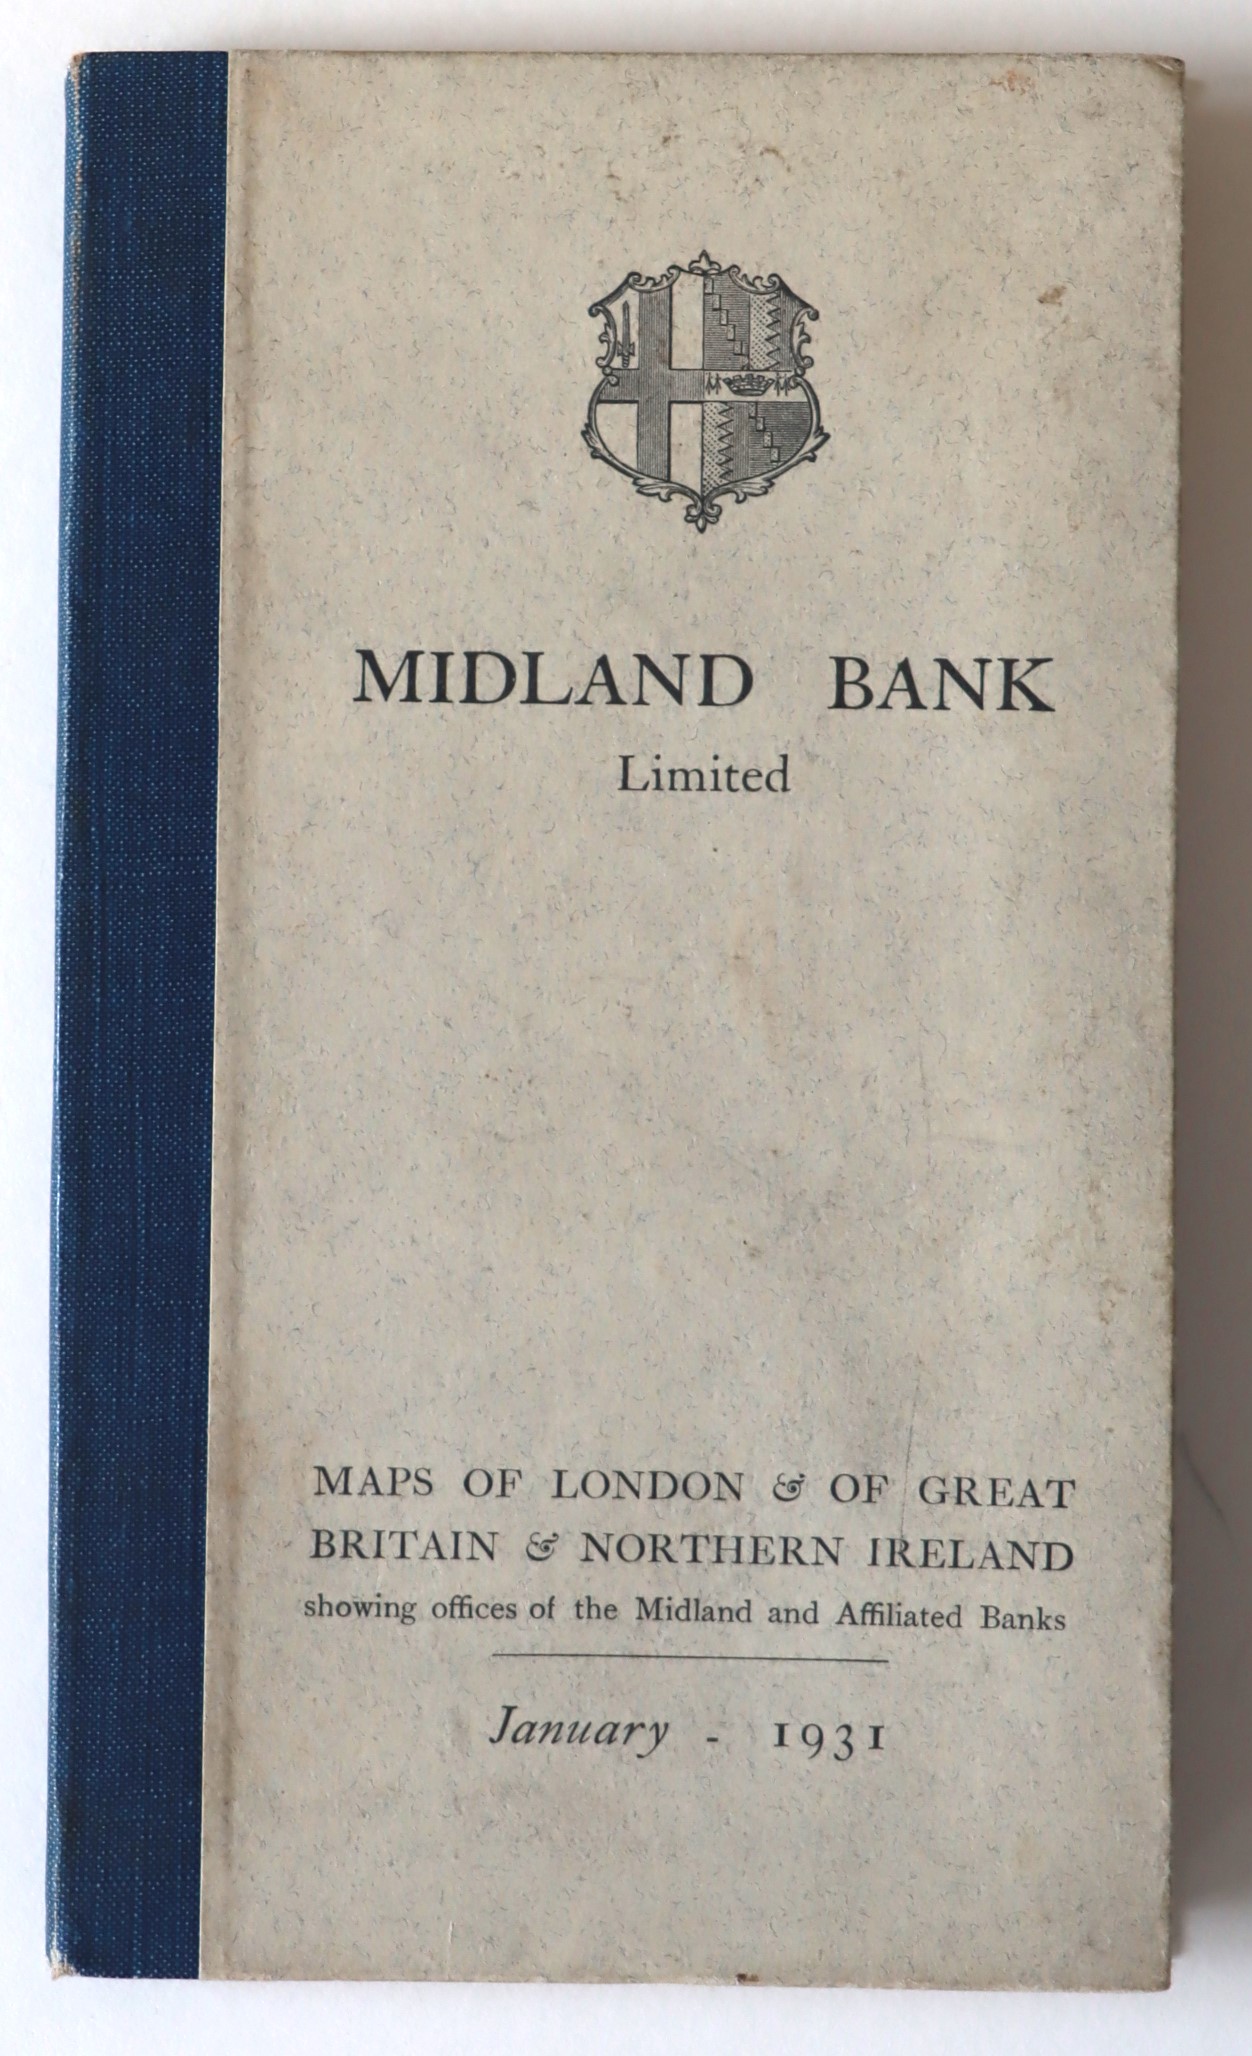 MIDLAND BANK
Limited
MAPS OF LONDON & OF GREAT
BRITAIN & NORTHERN IRELAND
showing offices of the Midland and Affiliated Banks
January - 1931